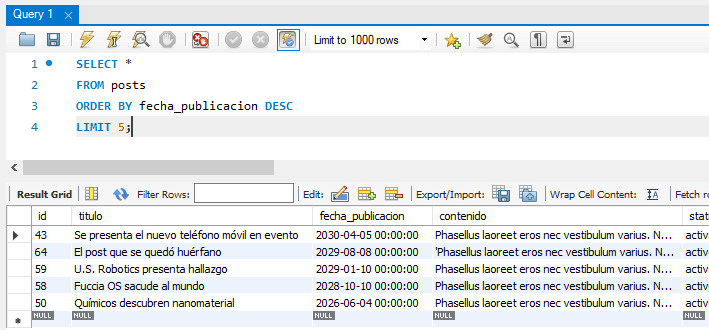 Query 1
Limit to 1000 rows
1 SELECT *
2 FROM posts
3 ORDER BY fecha_publicacion DESC
4 LIMIT 5;
Result Grid Filter Rows: Edit: Export/Import: Wrap Cell Content: Fetch ro
id titulo fecha_publicacion contenido stat
43 Se presenta el nuevo teléfono móvil en evento 2030-04-05 00:00:00 Phasellus laoreet eros nec vestibulum varius. N... active
64 El post que se quedó huérfano 2029-08-08 00:00:00 'Phasellus laoreet eros nec vestibulum varius. ... active
59 U.S. Robotics presenta hallazgo 2029-01-10 00:00:00 Phasellus laoreet eros nec vestibulum varius. N... active
58 Fuccia OS sacude al mundo 2028-10-10 00:00:00 Phasellus laoreet eros nec vestibulum varius. N... active
50 Químicos descubren nanomaterial 2026-06-04 00:00:00 Phasellus laoreet eros nec vestibulum varius. N... active
NULL NULL NULL NULL NULL